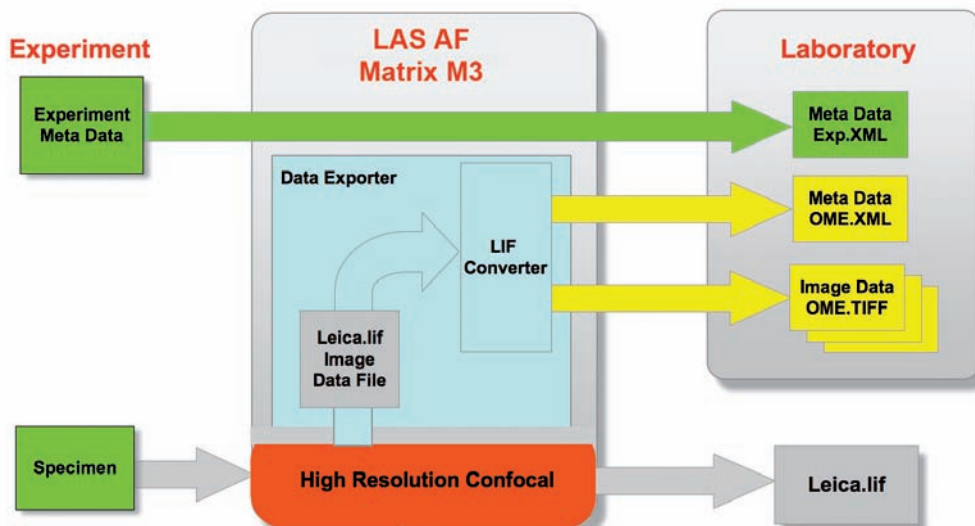 Experiment
Experiment
Meta Data
LAS AF
Matrix M3
Laboratory
Meta Data
Exp.XML
Data Exporter
LIF
Converter
Meta Data
OME.XML
Image Data
OME.TIFF
Leica.lif
Image
Data File
Specimen
High Resolution Confocal
Leica.lif